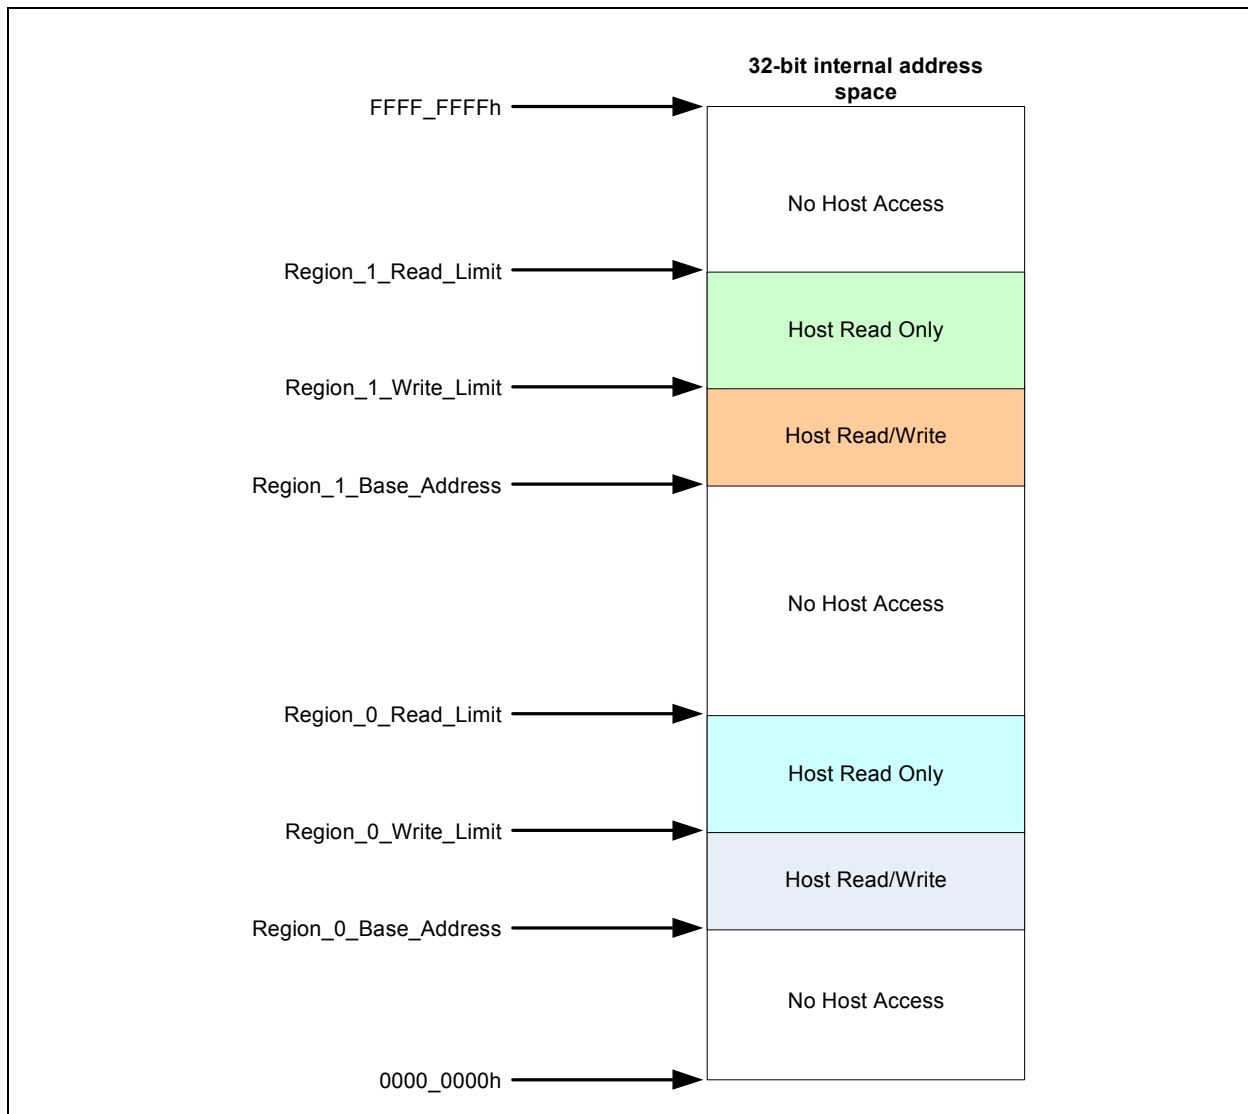 32-bit internal address
space
FFFF_FFFFh
No Host Access
Region_1_Read_Limit
Host Read Only
Region_1_Write_Limit
Host Read/Write
Region_1_Base_Address
No Host Access
Region_0_Read_Limit
Host Read Only
Region_0_Write_Limit
Host Read/Write
Region_0_Base_Address
No Host Access
0000_0000h